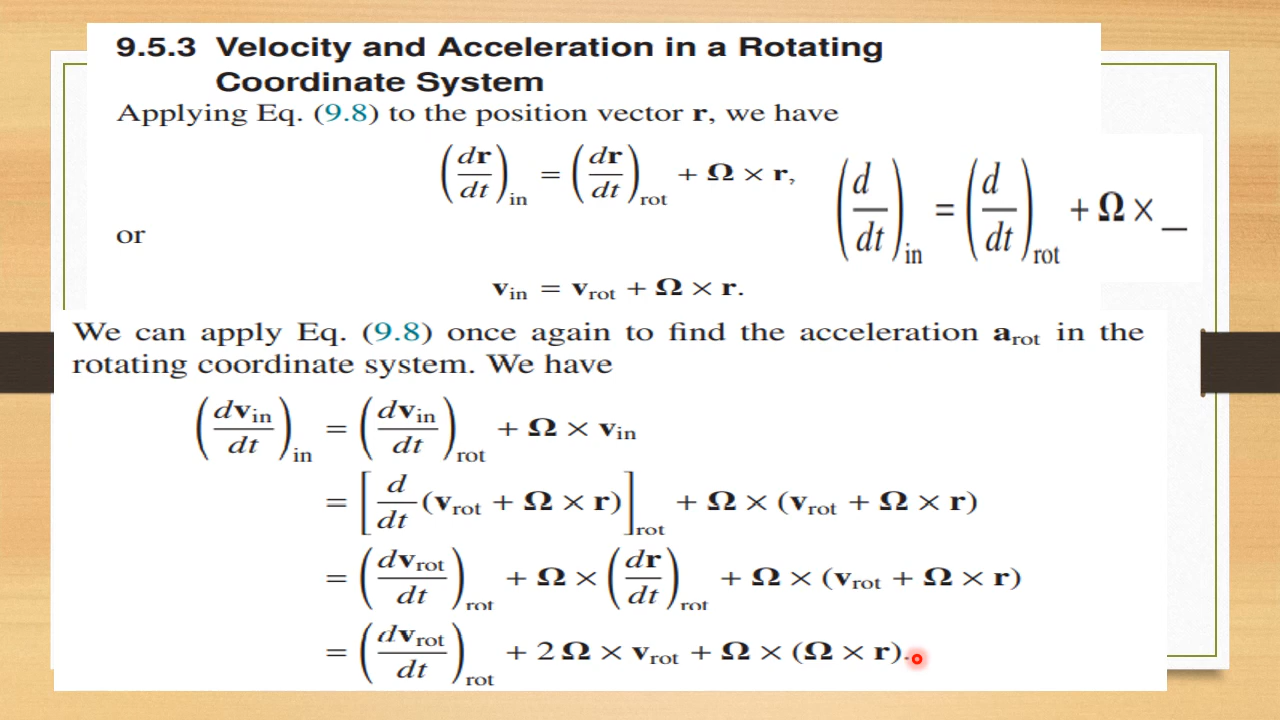 9.5.3 Velocity and Acceleration in a Rotating
Coordinate System
Applying Eq. (9.8) to the position vector r, we have
(dr/dt)_in = (dr/dt)_rot + Ω × r,
(d/dt)_in = (d/dt)_rot + Ω × _
or
v_in = v_rot + Ω × r.
We can apply Eq. (9.8) once again to find the acceleration a_rot in the
rotating coordinate system. We have
(dv_in/dt)_in = (dv_in/dt)_rot + Ω × v_in
= [d/dt (v_rot + Ω × r)]_rot + Ω × (v_rot + Ω × r)
= (dv_rot/dt)_rot + Ω × (dr/dt)_rot + Ω × (v_rot + Ω × r)
= (dv_rot/dt)_rot + 2 Ω × v_rot + Ω × (Ω × r).